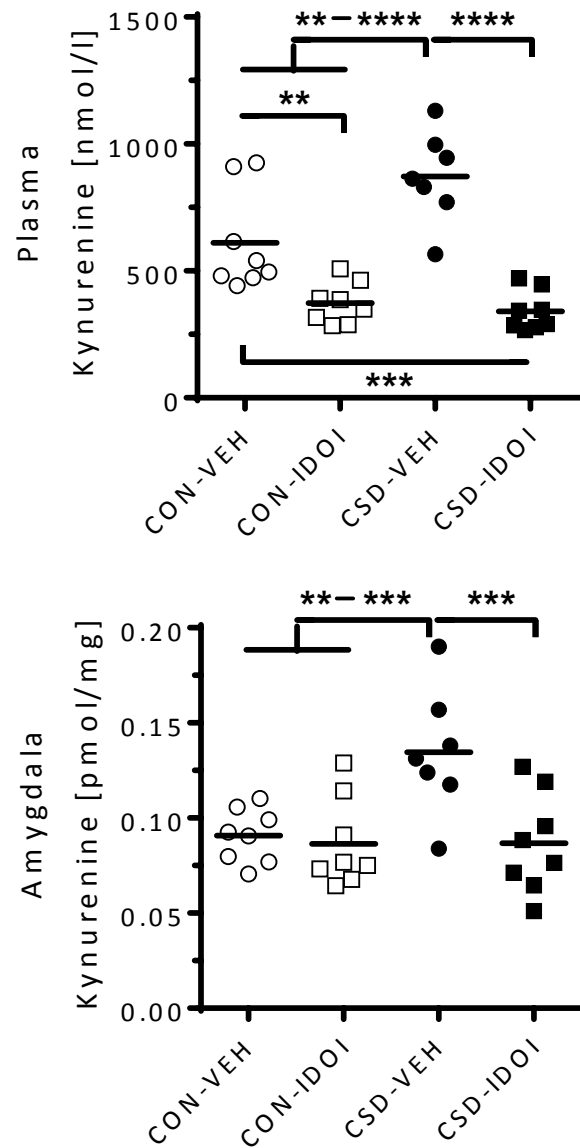 ** – ****
****
**
***
Plasma
Kynurenine [nmol/l]
1500
1000
500
0
CON-VEH
CON-IDOI
CSD-VEH
CSD-IDOI
** – ***
***
Amygdala
Kynurenine [pmol/mg]
0.20
0.15
0.10
0.05
0.00
CON-VEH
CON-IDOI
CSD-VEH
CSD-IDOI